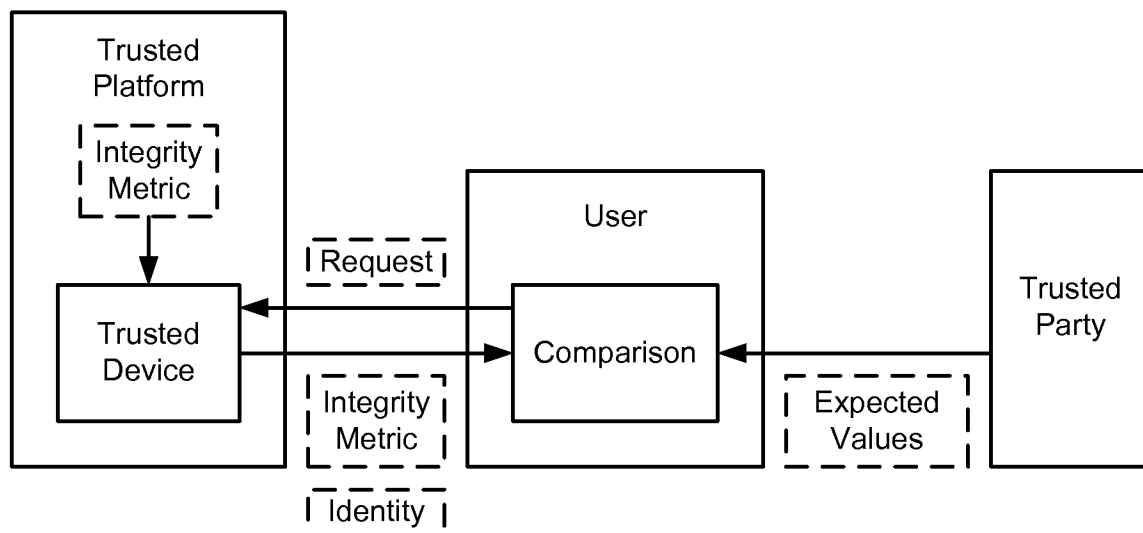 Trusted
Platform
Integrity
Metric
Trusted
Device
Request
Integrity
Metric
Identity
User
Comparison
Expected
Values
Trusted
Party